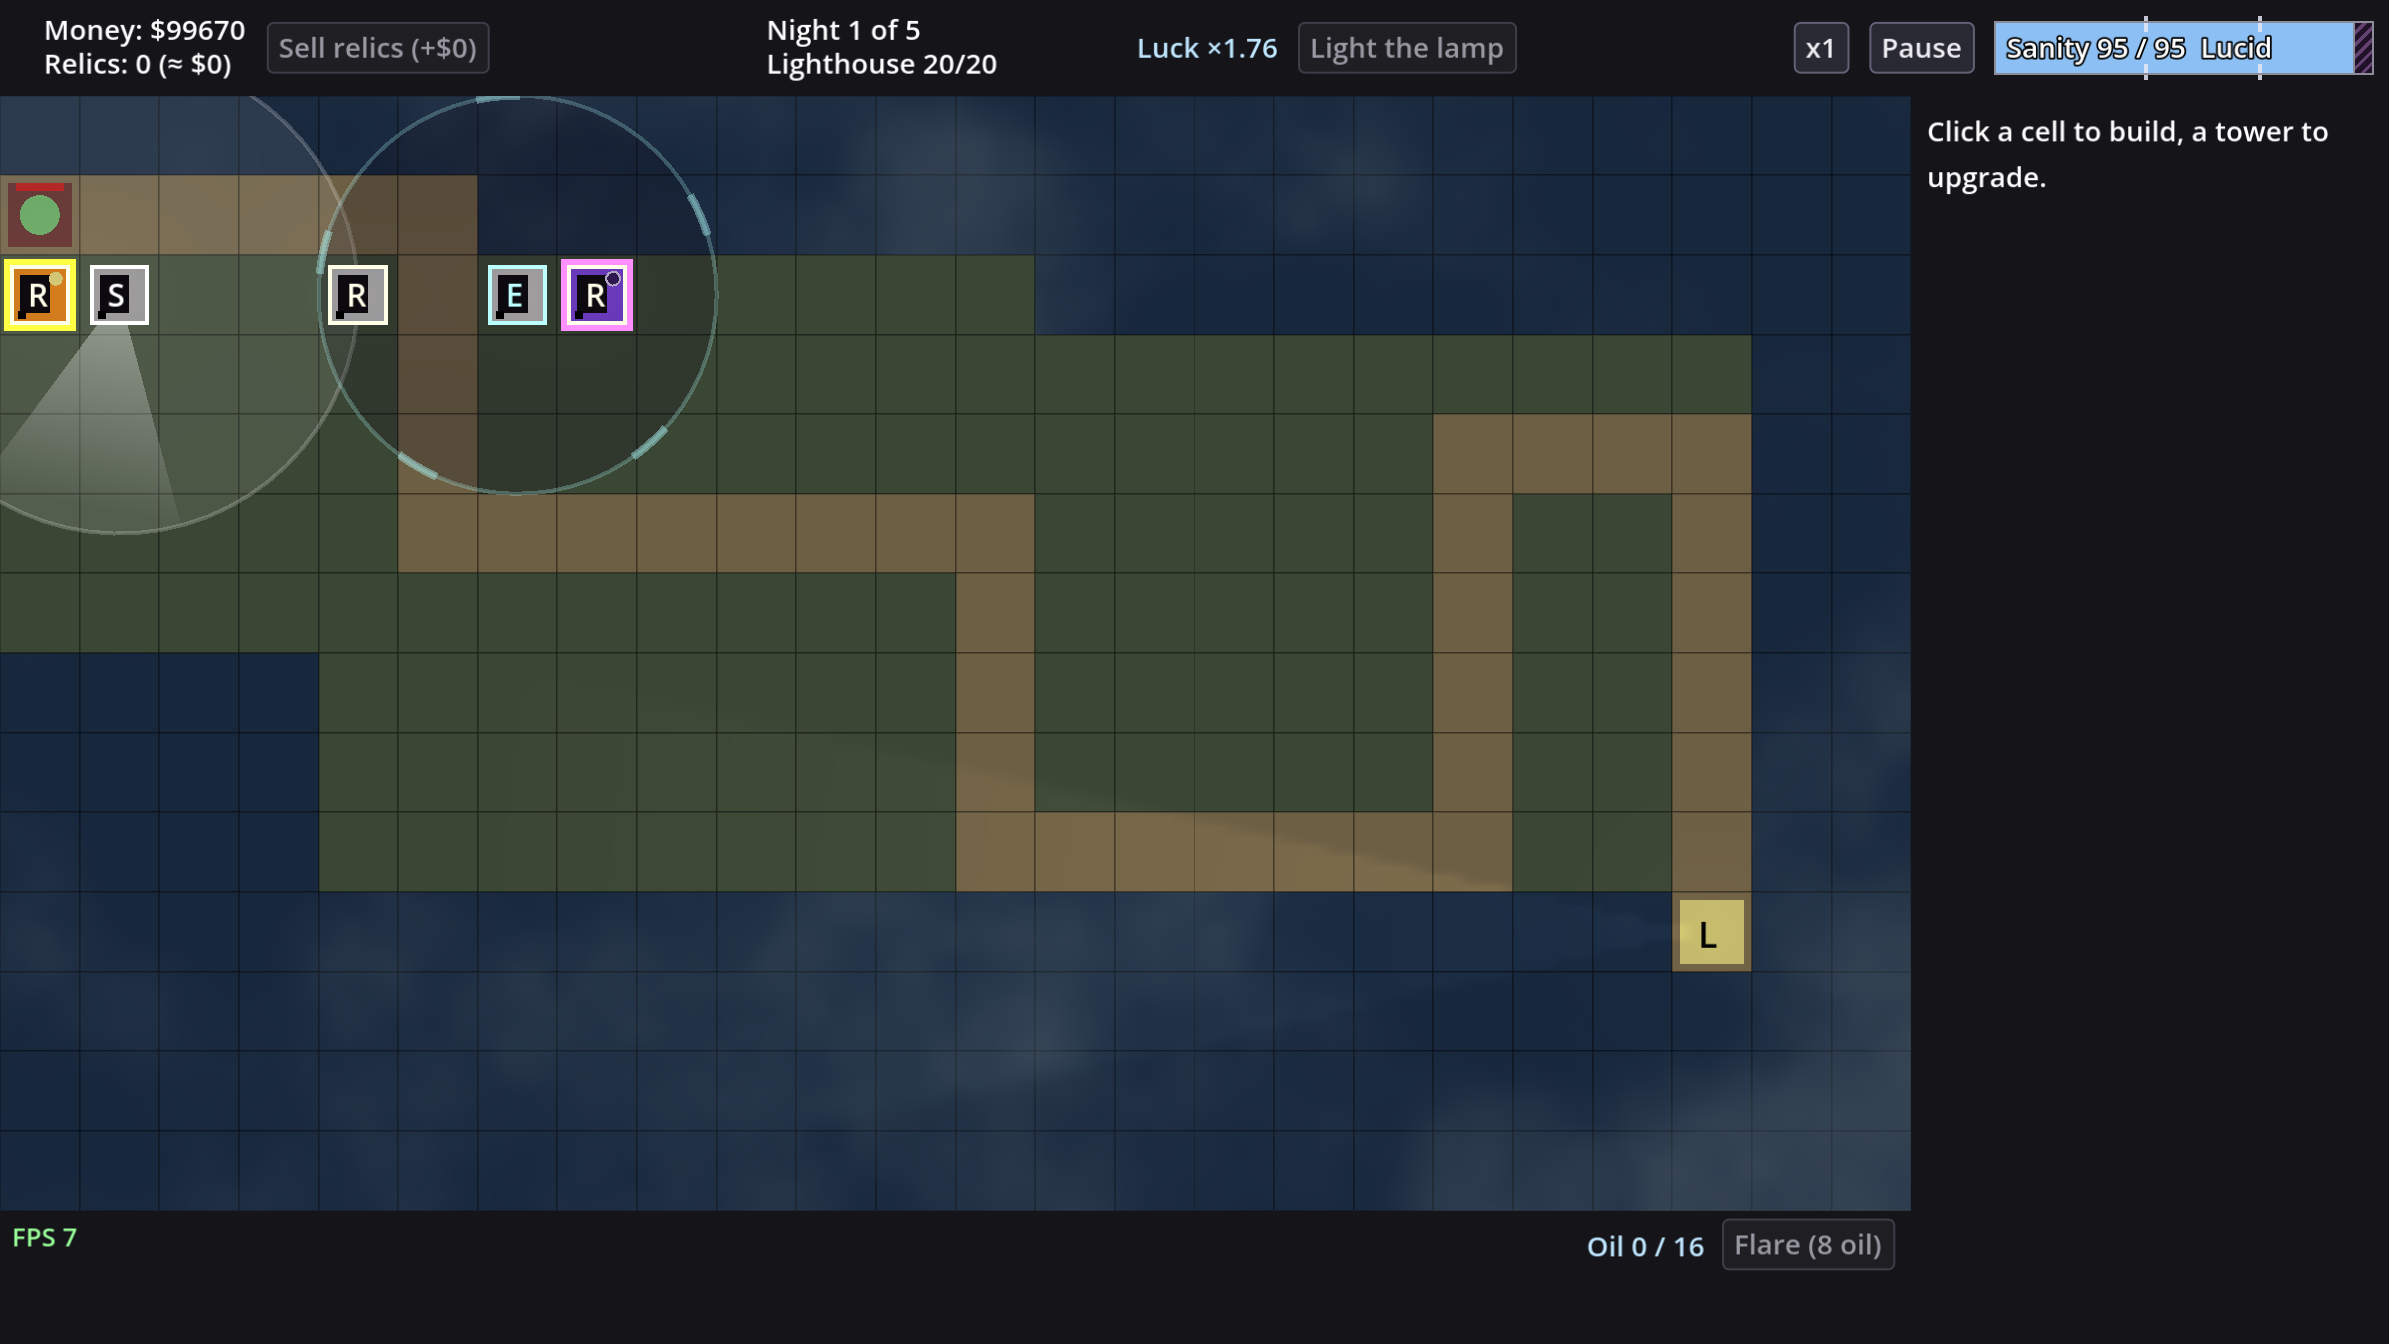 Money: $99670
Relics: 0 (≈ $0)
Sell relics (+$0)
Night 1 of 5
Lighthouse 20/20
Luck ×1.76
Light the lamp
x1
Pause
Sanity 95 / 95 Lucid
Click a cell to build, a tower to
upgrade.
R
S
R
E
R
L
FPS 7
Oil 0 / 16
Flare (8 oil)